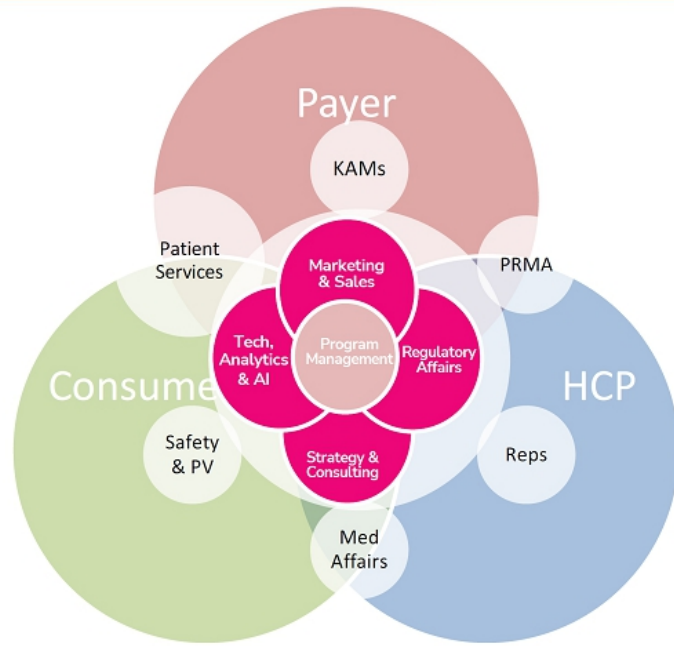 Payer
KAMs
Patient
Services
PRMA
Marketing
& Sales
Tech,
Analytics
& AI
Program
Management
Regulatory
Affairs
Consume
HCP
Safety
& PV
Strategy &
Consulting
Reps
Med
Affairs